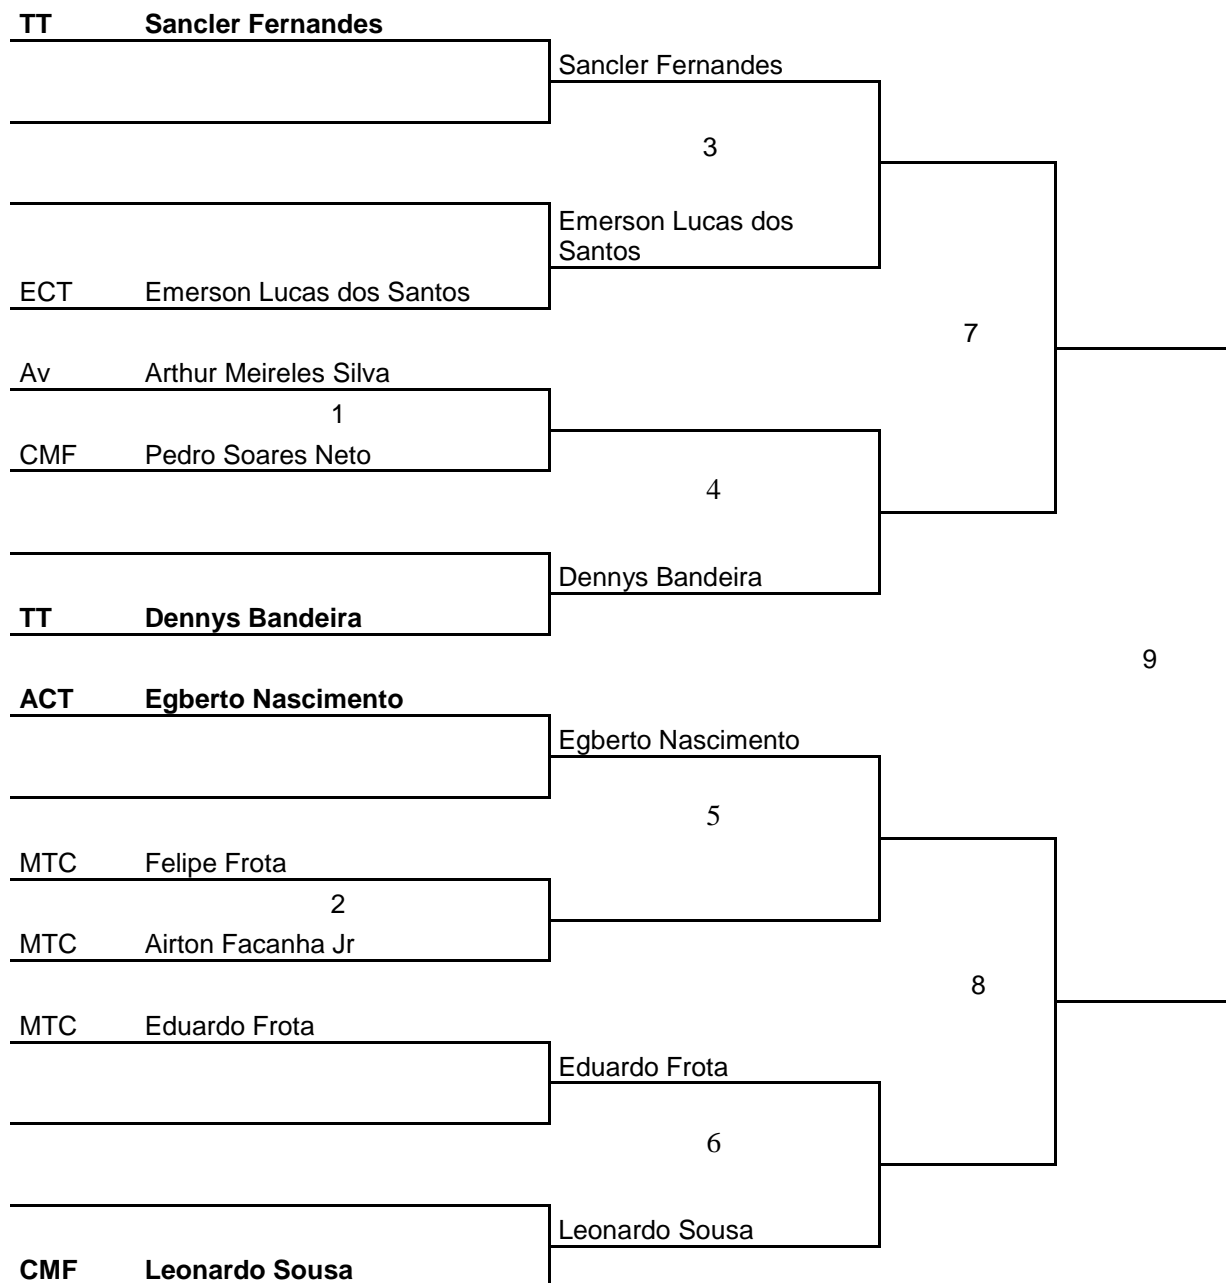 TT Sancler Fernandes
Sancler Fernandes
3
Emerson Lucas dos
Santos
ECT Emerson Lucas dos Santos
7
Av Arthur Meireles Silva
1
CMF Pedro Soares Neto
4
Dennys Bandeira
TT Dennys Bandeira
9
ACT Egberto Nascimento
Egberto Nascimento
5
MTC Felipe Frota
2
MTC Airton Facanha Jr
8
MTC Eduardo Frota
Eduardo Frota
6
Leonardo Sousa
CMF Leonardo Sousa